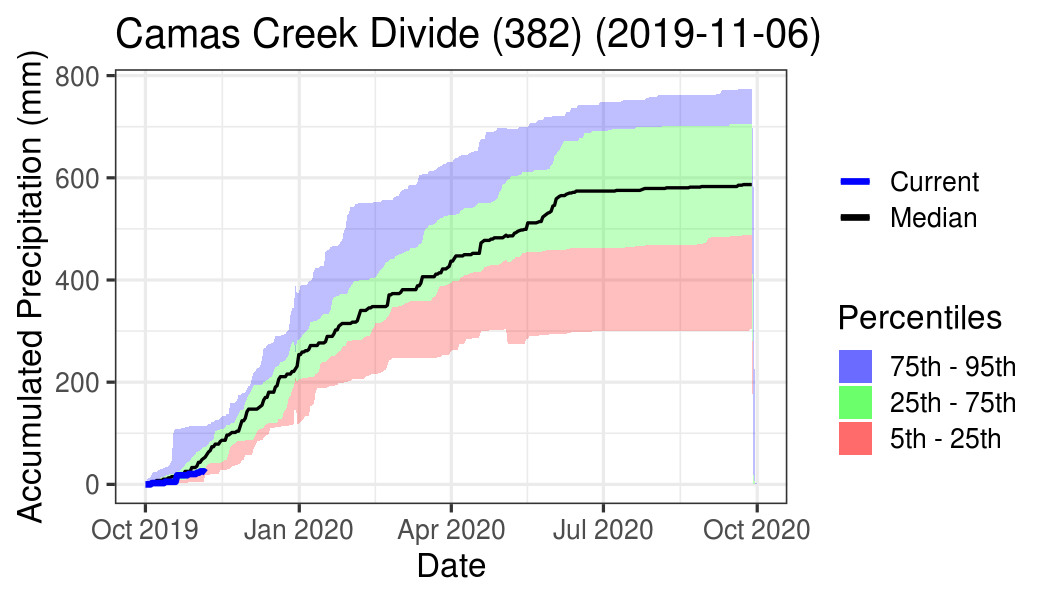 Camas Creek Divide (382) (2019-11-06)
Accumulated Precipitation (mm)
800
600
400
200
0
Oct 2019
Jan 2020
Apr 2020
Jul 2020
Oct 2020
Date
Current
Median
Percentiles
75th - 95th
25th - 75th
5th - 25th